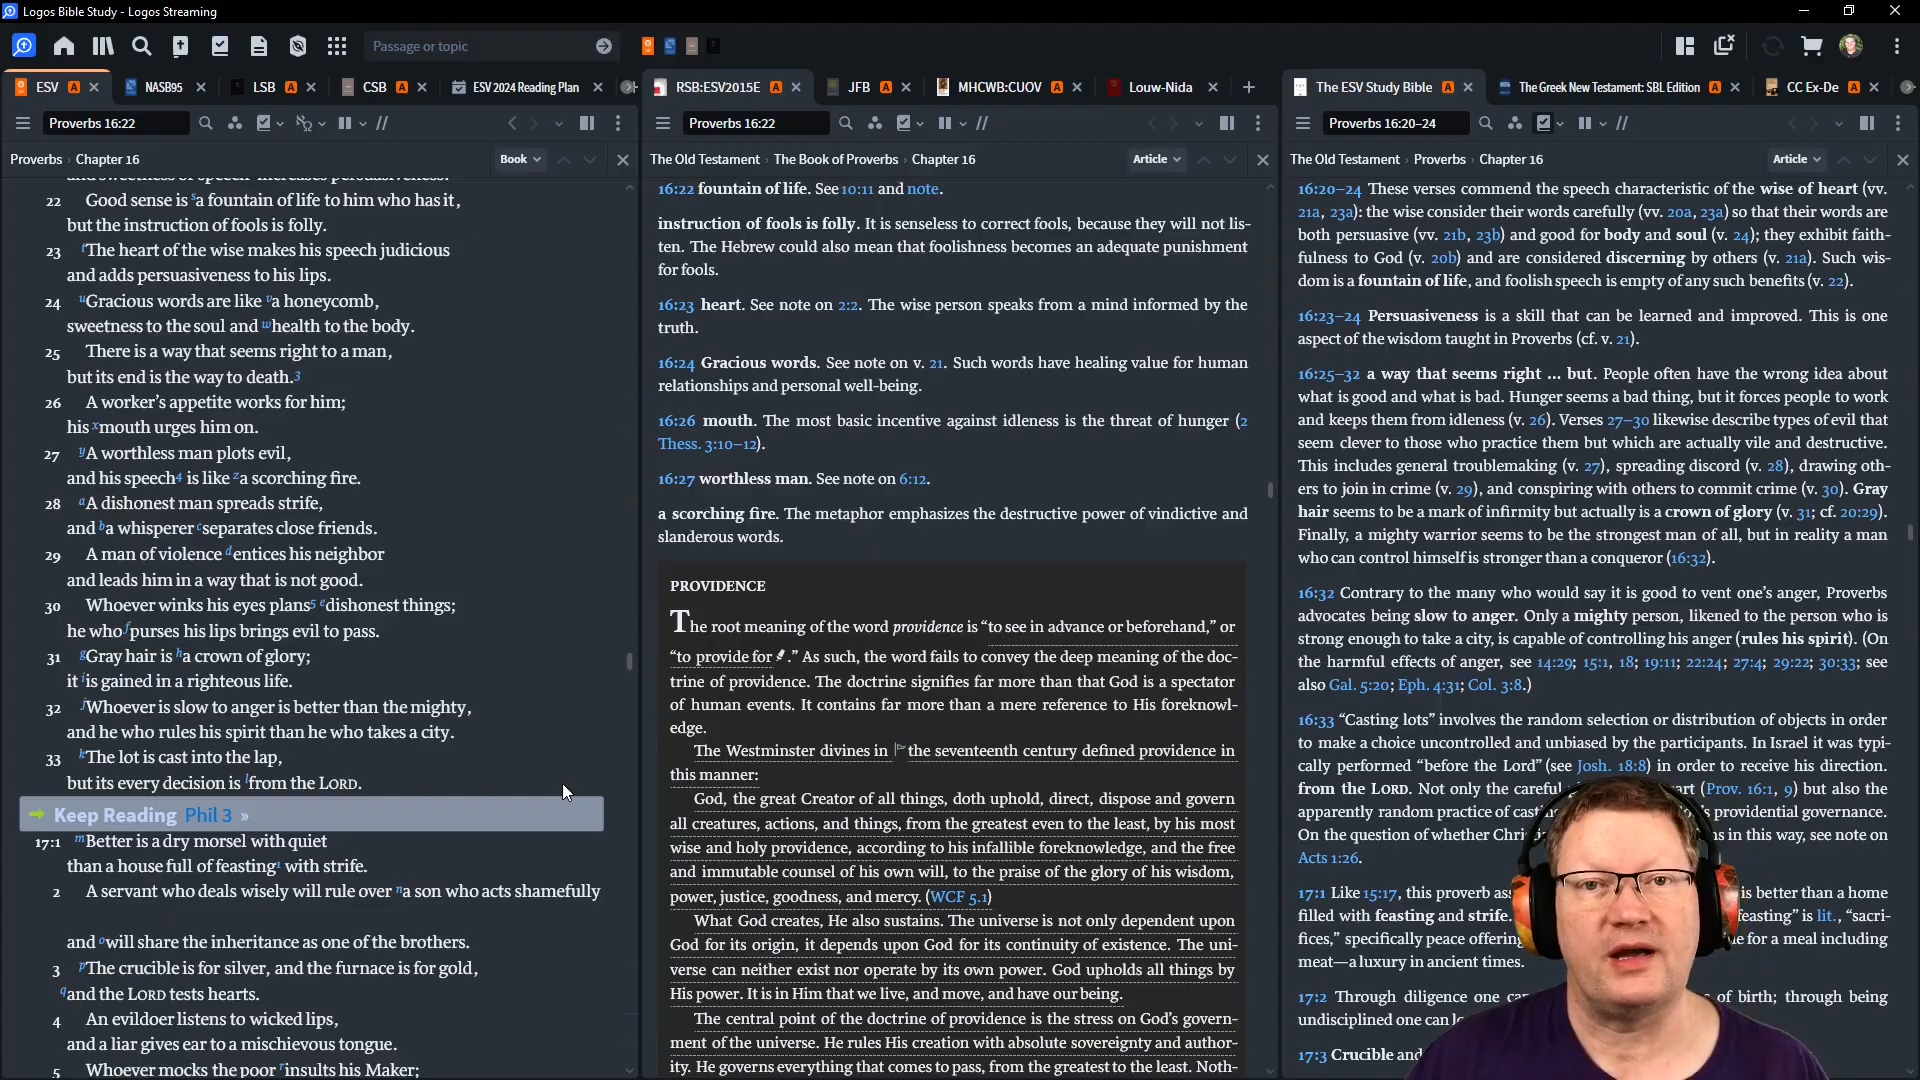 Logos Bible Study - Logos Streaming
Passage or topic
ESV A
NASB95
LSB A
CSB A
ESV 2024 Reading Plan
RSB:ESV2015E A
JFB A
MHCWB:CUOV A
Louw-Nida
The ESV Study Bible A
The Greek New Testament: SBL Edition A
CC Ex-De A
Proverbs 16:22
Proverbs › Chapter 16
Book
and sweetness of speech increases persuasiveness.
22 Good sense is s a fountain of life to him who has it,
but the instruction of fools is folly.
23 t The heart of the wise makes his speech judicious
and adds persuasiveness to his lips.
24 u Gracious words are like v a honeycomb,
sweetness to the soul and w health to the body.
25 There is a way that seems right to a man,
but its end is the way to death.3
26 A worker’s appetite works for him;
his x mouth urges him on.
27 y A worthless man plots evil,
and his speech4 is like z a scorching fire.
28 a A dishonest man spreads strife,
and b a whisperer c separates close friends.
29 A man of violence d entices his neighbor
and leads him in a way that is not good.
30 Whoever winks his eyes plans5 e dishonest things;
he who f purses his lips brings evil to pass.
31 g Gray hair is h a crown of glory;
it i is gained in a righteous life.
32 j Whoever is slow to anger is better than the mighty,
and he who rules his spirit than he who takes a city.
33 k The lot is cast into the lap,
but its every decision is l from the LORD.
Keep Reading Phil 3 »
17:1 m Better is a dry morsel with quiet
than a house full of feasting1 with strife.
2 A servant who deals wisely will rule over n a son who acts shamefully
and o will share the inheritance as one of the brothers.
3 p The crucible is for silver, and the furnace is for gold,
q and the LORD tests hearts.
4 An evildoer listens to wicked lips,
and a liar gives ear to a mischievous tongue.
5 Whoever mocks the poor r insults his Maker;
Proverbs 16:22
The Old Testament › The Book of Proverbs › Chapter 16
Article
16:22 fountain of life. See 10:11 and note.
instruction of fools is folly. It is senseless to correct fools, because they will not lis-
ten. The Hebrew could also mean that foolishness becomes an adequate punishment
for fools.
16:23 heart. See note on 2:2. The wise person speaks from a mind informed by the
truth.
16:24 Gracious words. See note on v. 21. Such words have healing value for human
relationships and personal well-being.
16:26 mouth. The most basic incentive against idleness is the threat of hunger (2
Thess. 3:10–12).
16:27 worthless man. See note on 6:12.
a scorching fire. The metaphor emphasizes the destructive power of vindictive and
slanderous words.
PROVIDENCE
The root meaning of the word providence is “to see in advance or beforehand,” or
“to provide for.” As such, the word fails to convey the deep meaning of the doc-
trine of providence. The doctrine signifies far more than that God is a spectator
of human events. It contains far more than a mere reference to His foreknowl-
edge.
The Westminster divines in the seventeenth century defined providence in
this manner:
God, the great Creator of all things, doth uphold, direct, dispose and govern
all creatures, actions, and things, from the greatest even to the least, by his most
wise and holy providence, according to his infallible foreknowledge, and the free
and immutable counsel of his own will, to the praise of the glory of his wisdom,
power, justice, goodness, and mercy. (WCF 5.1)
What God creates, He also sustains. The universe is not only dependent upon
God for its origin, it depends upon God for its continuity of existence. The uni-
verse can neither exist nor operate by its own power. God upholds all things by
His power. It is in Him that we live, and move, and have our being.
The central point of the doctrine of providence is the stress on God’s govern-
ment of the universe. He rules His creation with absolute sovereignty and author-
ity. He governs everything that comes to pass, from the greatest to the least. Noth-
Proverbs 16:20–24
The Old Testament › Proverbs › Chapter 16
Article
16:20–24 These verses commend the speech characteristic of the wise of heart (vv.
21a, 23a): the wise consider their words carefully (vv. 20a, 23a) so that their words are
both persuasive (vv. 21b, 23b) and good for body and soul (v. 24); they exhibit faith-
fulness to God (v. 20b) and are considered discerning by others (v. 21a). Such wis-
dom is a fountain of life, and foolish speech is empty of any such benefits (v. 22).
16:23–24 Persuasiveness is a skill that can be learned and improved. This is one
aspect of the wisdom taught in Proverbs (cf. v. 21).
16:25–32 a way that seems right ... but. People often have the wrong idea about
what is good and what is bad. Hunger seems a bad thing, but it forces people to work
and keeps them from idleness (v. 26). Verses 27–30 likewise describe types of evil that
seem clever to those who practice them but which are actually vile and destructive.
This includes general troublemaking (v. 27), spreading discord (v. 28), drawing oth-
ers to join in crime (v. 29), and conspiring with others to commit crime (v. 30). Gray
hair seems to be a mark of infirmity but actually is a crown of glory (v. 31; cf. 20:29).
Finally, a mighty warrior seems to be the strongest man of all, but in reality a man
who can control himself is stronger than a conqueror (16:32).
16:32 Contrary to the many who would say it is good to vent one’s anger, Proverbs
advocates being slow to anger. Only a mighty person, likened to the person who is
strong enough to take a city, is capable of controlling his anger (rules his spirit). (On
the harmful effects of anger, see 14:29; 15:1, 18; 19:11; 22:24; 27:4; 29:22; 30:33; see
also Gal. 5:20; Eph. 4:31; Col. 3:8.)
16:33 “Casting lots” involves the random selection or distribution of objects in order
to make a choice uncontrolled and unbiased by the participants. In Israel it was typi-
cally performed “before the Lord” (see Josh. 18:8) in order to receive his direction.
from the LORD. Not only the careful (Prov. 16:1, 9) but also the
apparently random practice of providential governance.
On the question of whether in this way, see note on
Acts 1:26.
17:1 Like 15:17, this proverb is better than a home
filled with feasting and strife. feasting” is lit., “sacri-
fices,” specifically peace for a meal including
meat—a luxury in ancient times.
17:2 Through diligence one of birth; through being
undisciplined one can
17:3 Crucible and